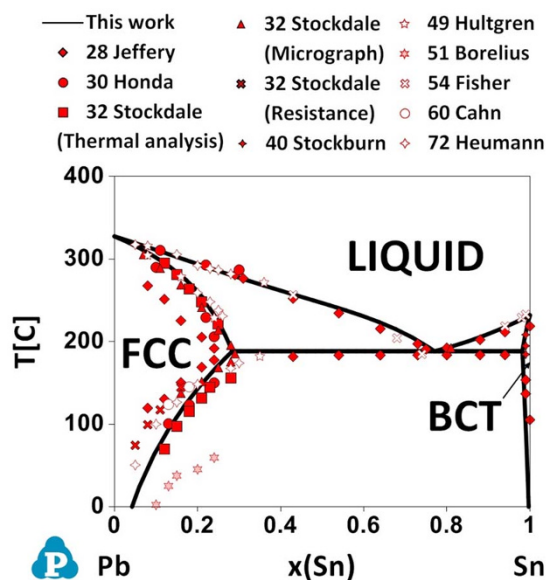 This work
28 Jeffery
30 Honda
32 Stockdale
(Thermal analysis)
32 Stockdale
(Micrograph)
32 Stockdale
(Resistance)
40 Stockburn
49 Hultgren
51 Borelius
54 Fisher
60 Cahn
72 Heumann
400
300
200
100
0
T[C]
LIQUID
FCC
BCT
0 0.2 0.4 0.6 0.8 1
Pb x(Sn) Sn
P